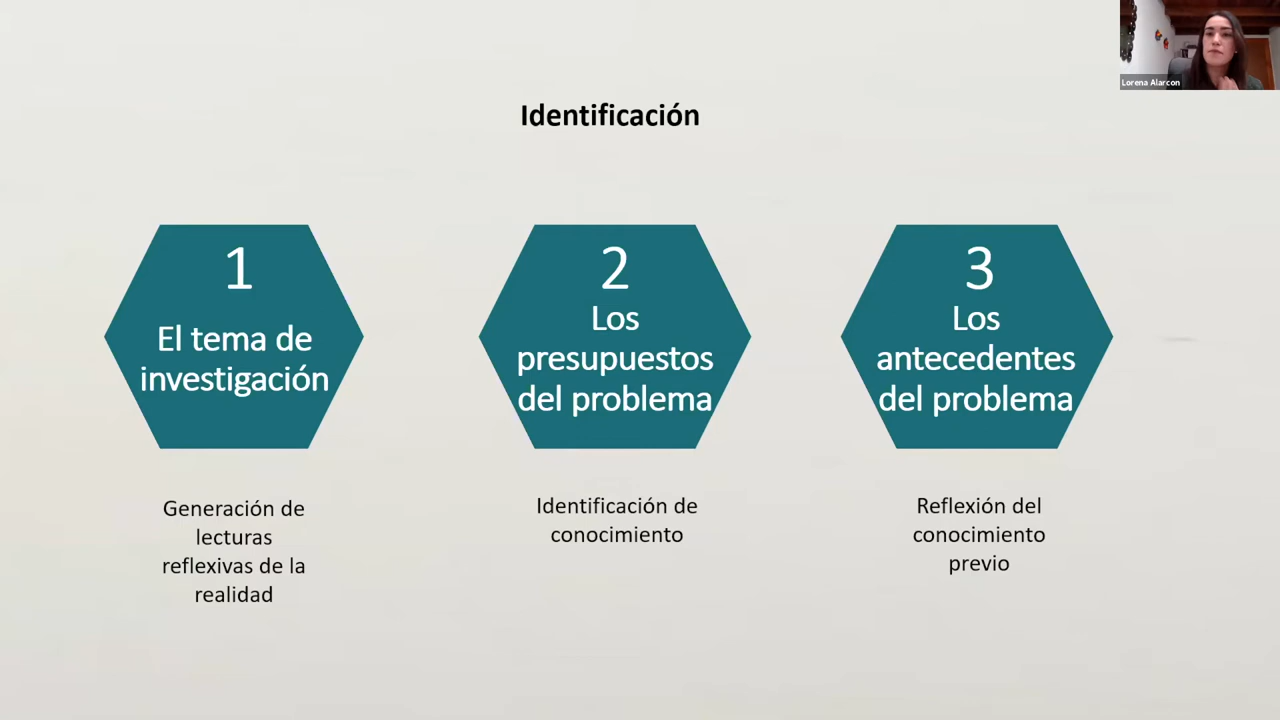 Lorena Alarcon
Identificación
1
El tema de
investigación
2
Los
presupuestos
del problema
3
Los
antecedentes
del problema
Generación de
lecturas
reflexivas de la
realidad
Identificación de
conocimiento
Reflexión del
conocimiento
previo